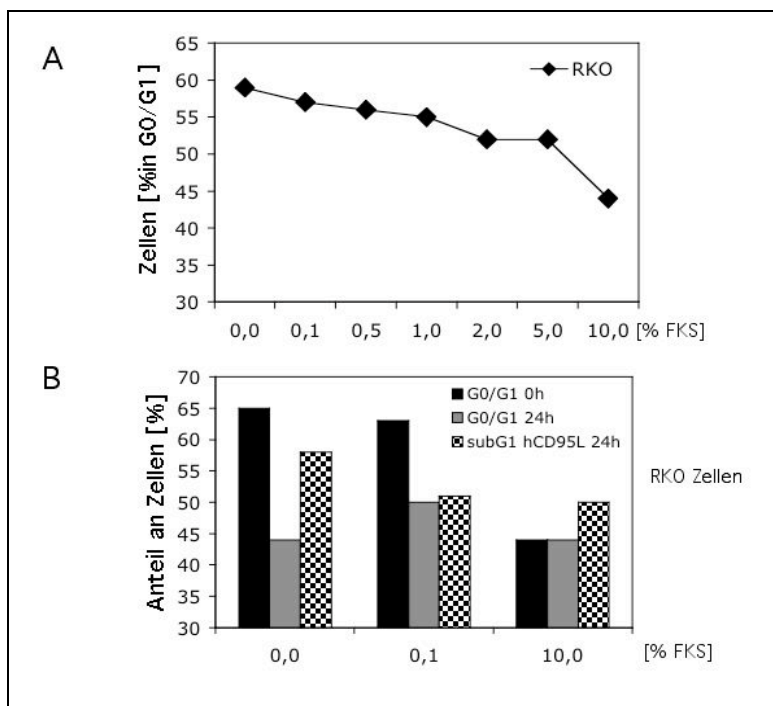 A
Zellen [%in G0/G1 ]
65
60
55
50
45
40
35
30
RKO
0,0 0,1 0,5 1,0 2,0 5,0 10,0 [% FKS]
B
Anteil an Zellen [%]
70
65
60
55
50
45
40
35
30
G0/G1 0h
G0/G1 24h
subG1 hCD95L 24h
RKO Zellen
0,0 0,1 10,0 [% FKS]